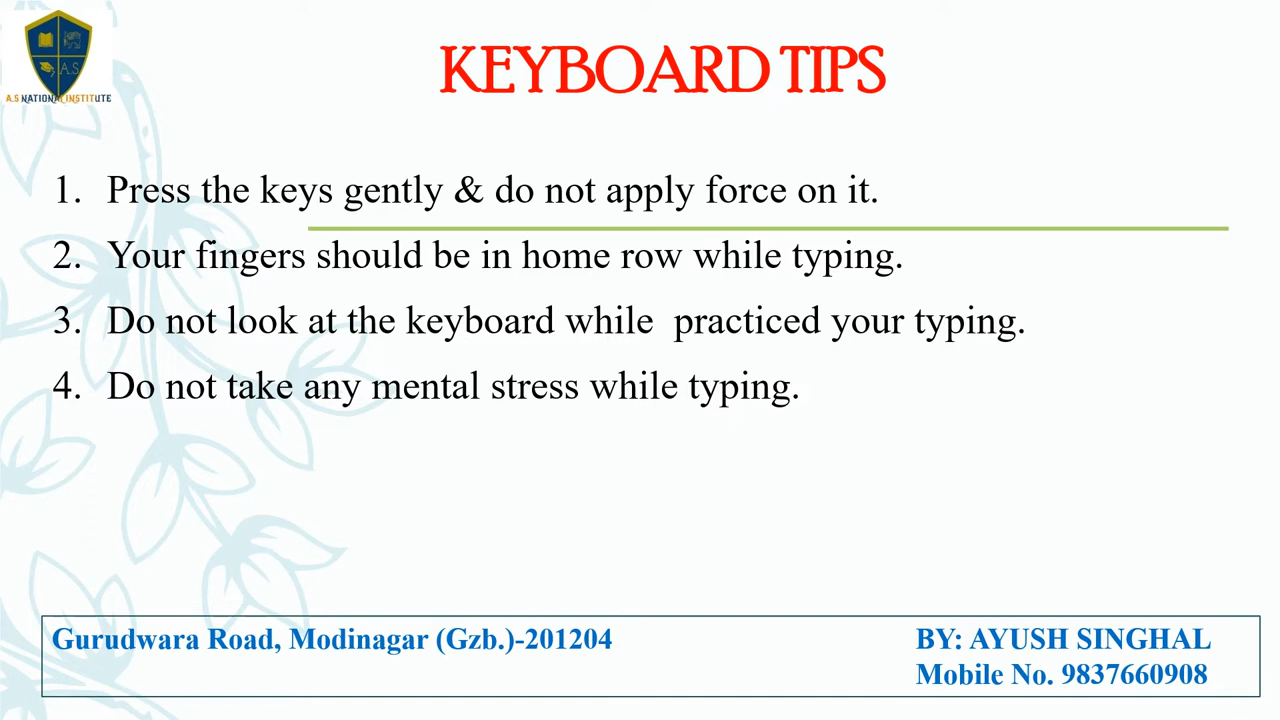 A.S
A.S NATIONAL INSTITUTE
KEYBOARD TIPS
1. Press the keys gently & do not apply force on it.
2. Your fingers should be in home row while typing.
3. Do not look at the keyboard while  practiced your typing.
4. Do not take any mental stress while typing.
Gurudwara Road, Modinagar (Gzb.)-201204
BY: AYUSH SINGHAL
Mobile No. 9837660908